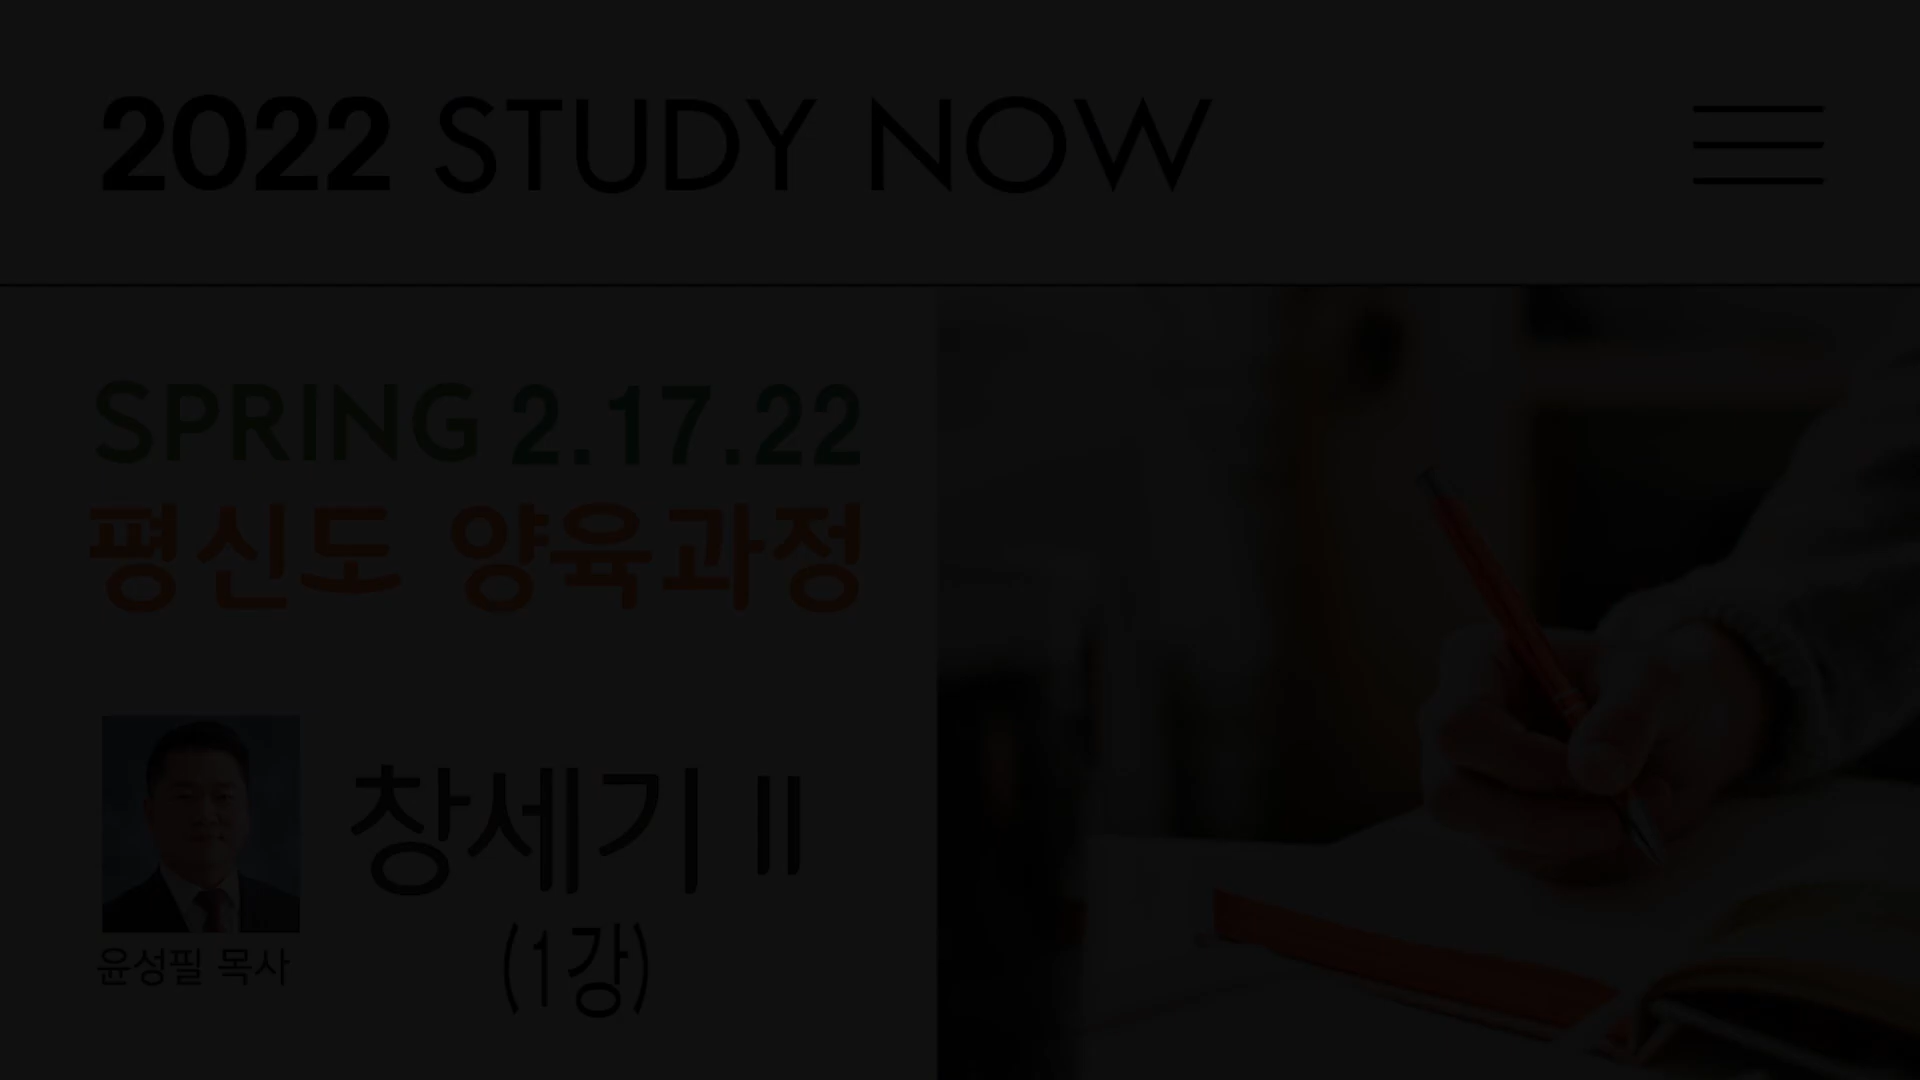 2022 STUDY NOW
SPRING 2.17.22
평신도 양육과정
창세기 II
(1강)
윤성필 목사